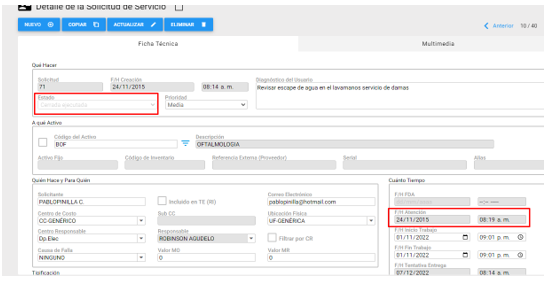 Detalle de la Solicitud de Servicio
NUEVO COPIAR ACTUALIZAR ELIMINAR Anterior 10/40
Ficha Técnica Multimedia
Qué Hacer
Solicitud F/H Creación Diagnóstico del Usuario
71 24/11/2015 08:14 a. m. Revisar escape de agua en el lavamanos servicio de damas
Estado Prioridad
Cerrada ejecutada Media
A qué Activo
Código del Activo Descripción
BOF OFTALMOLOGIA
Activo Fijo Código de Inventario Referencia Externa (Proveedor) Serial Alias
Quién Hace y Para Quién Cuánto Tiempo
Solicitante Correo Electrónico F/H PDA
PABLOPINILLA C. Incluido en TE (IR) pablopinilla@hotmail.com
Centro de Costo Sub CC Ubicación Física F/H Atención
CC-GENÉRICO UF-GENÉRICA 24/11/2015 08:19 a. m.
Centro Responsable Responsable F/H Inicio Trabajo
Dp.Elec ROBINSON AGUDELO Filtrar por CR 01/11/2022 09:01 p. m.
Causa de Falla Valor MO Valor MR F/H Fin Trabajo
NINGUNO 0 0 01/11/2022 09:01 p. m.
Tipificación F/H Tentativa Entrega
07/12/2022 08:14 a. m.